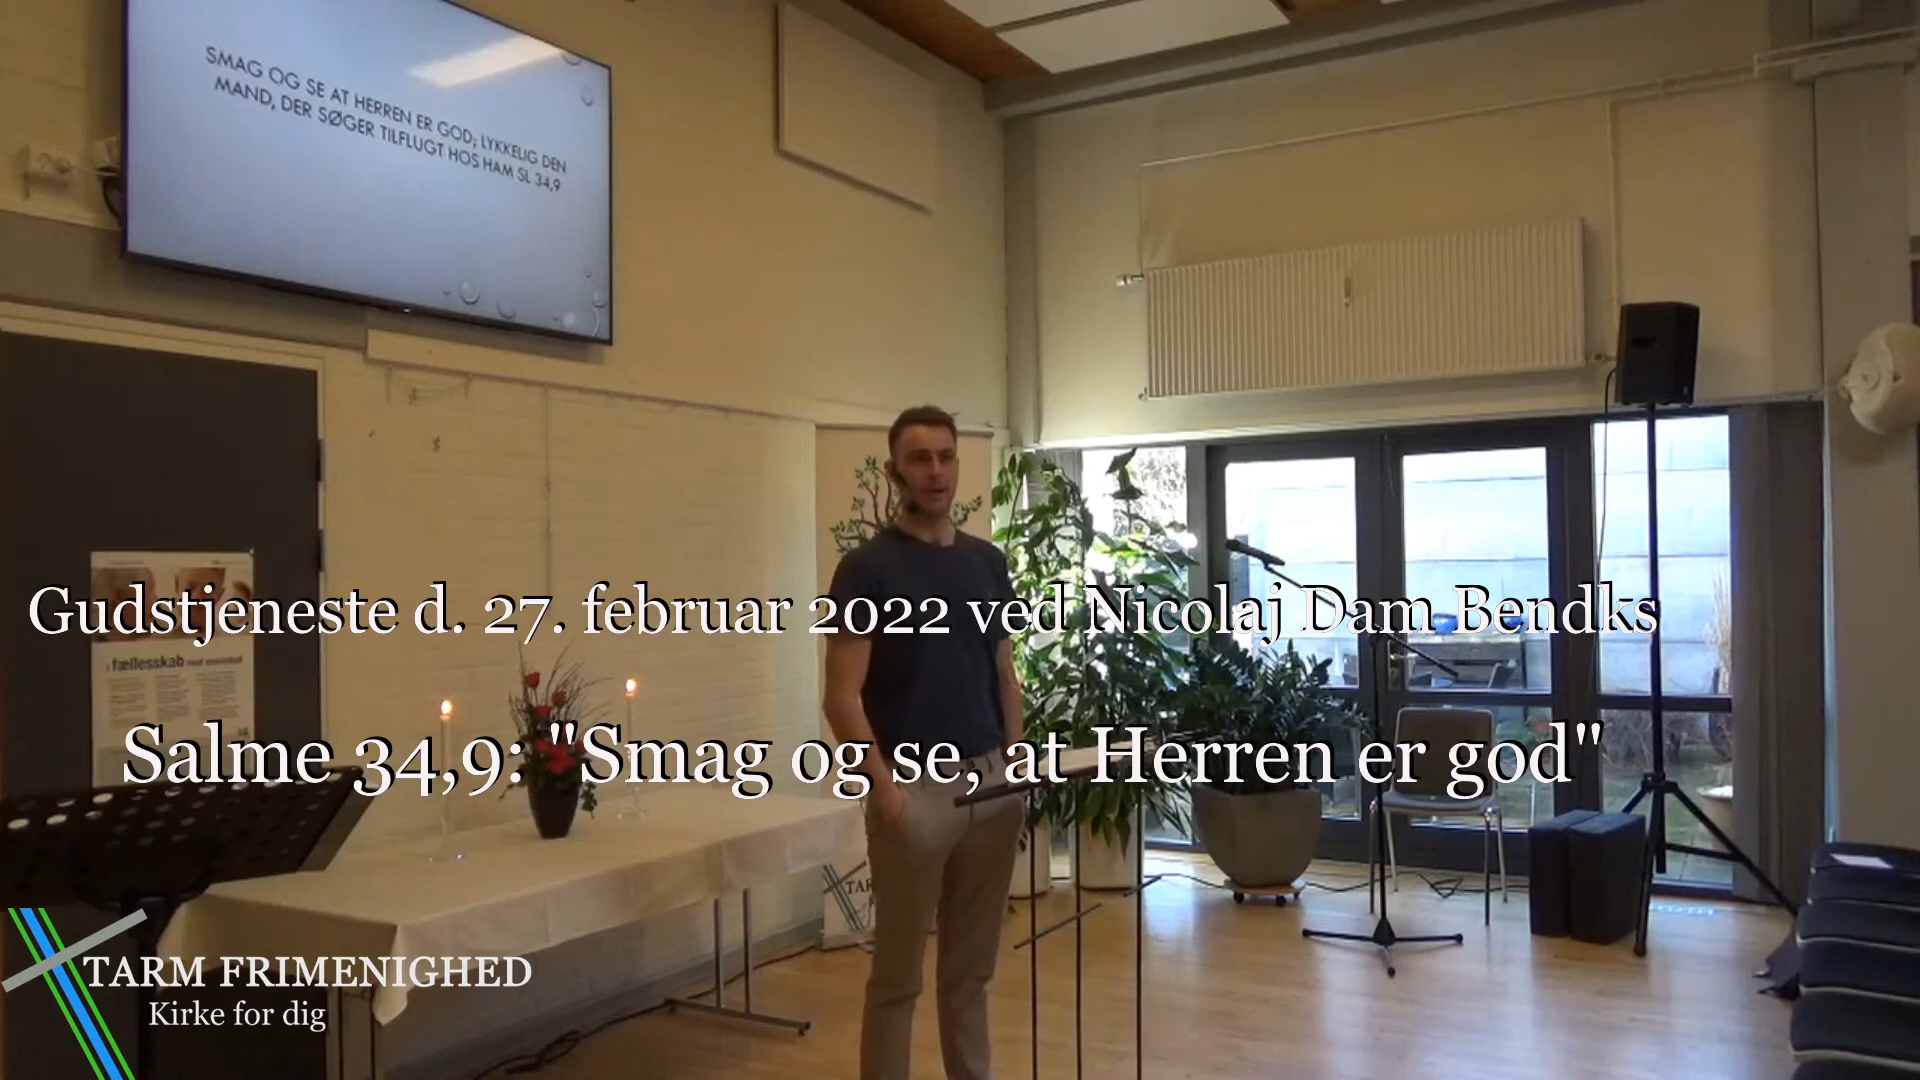 SMAG OG SE AT HERREN ER GOD; LYKKELIG DEN
MAND, DER SØGER TILFLUGT HOS HAM SL 34,9
Gudstjeneste d. 27. februar 2022 ved Nicolaj Dam Bendks
fællesskab
Salme 34,9: "Smag og se, at Herren er god"
TAR
TARM FRIMENIGHED
Kirke for dig